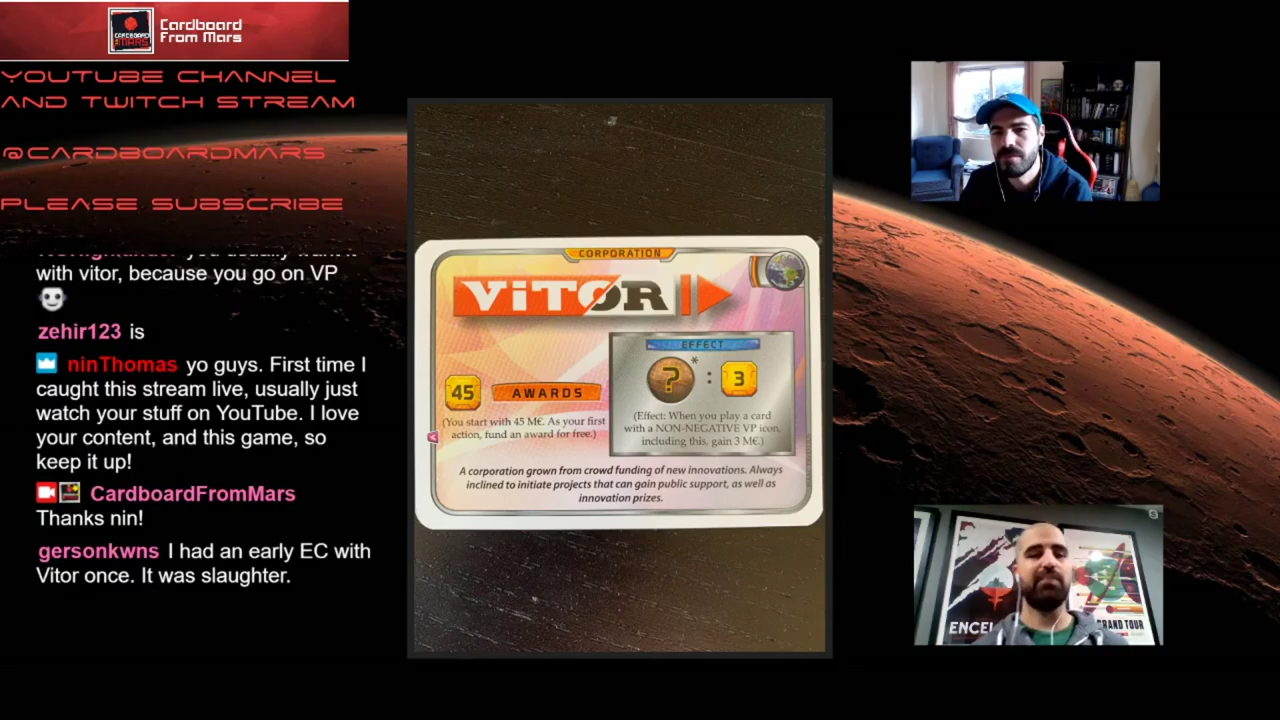 Cardboard
From Mars
YOUTUBE CHANNEL
AND TWITCH STREAM
@CARDBOARDMARS
PLEASE SUBSCRIBE
with vitor, because you go on VP
zehir123 is
ninThomas yo guys. First time I
caught this stream live, usually just
watch your stuff on YouTube. I love
your content, and this game, so
keep it up!
CardboardFromMars
Thanks nin!
gersonkwns I had an early EC with
Vitor once. It was slaughter.
CORPORATION
ViTOR
EFFECT
? * : 3
45 AWARDS
(You start with 45 M€. As your first
action, fund an award for free.)
(Effect: When you play a card
with a NON-NEGATIVE VP icon,
including this, gain 3 M€.)
A corporation grown from crowd funding of new innovations. Always
inclined to initiate projects that can gain public support, as well as
innovation prizes.
GRAND TOUR